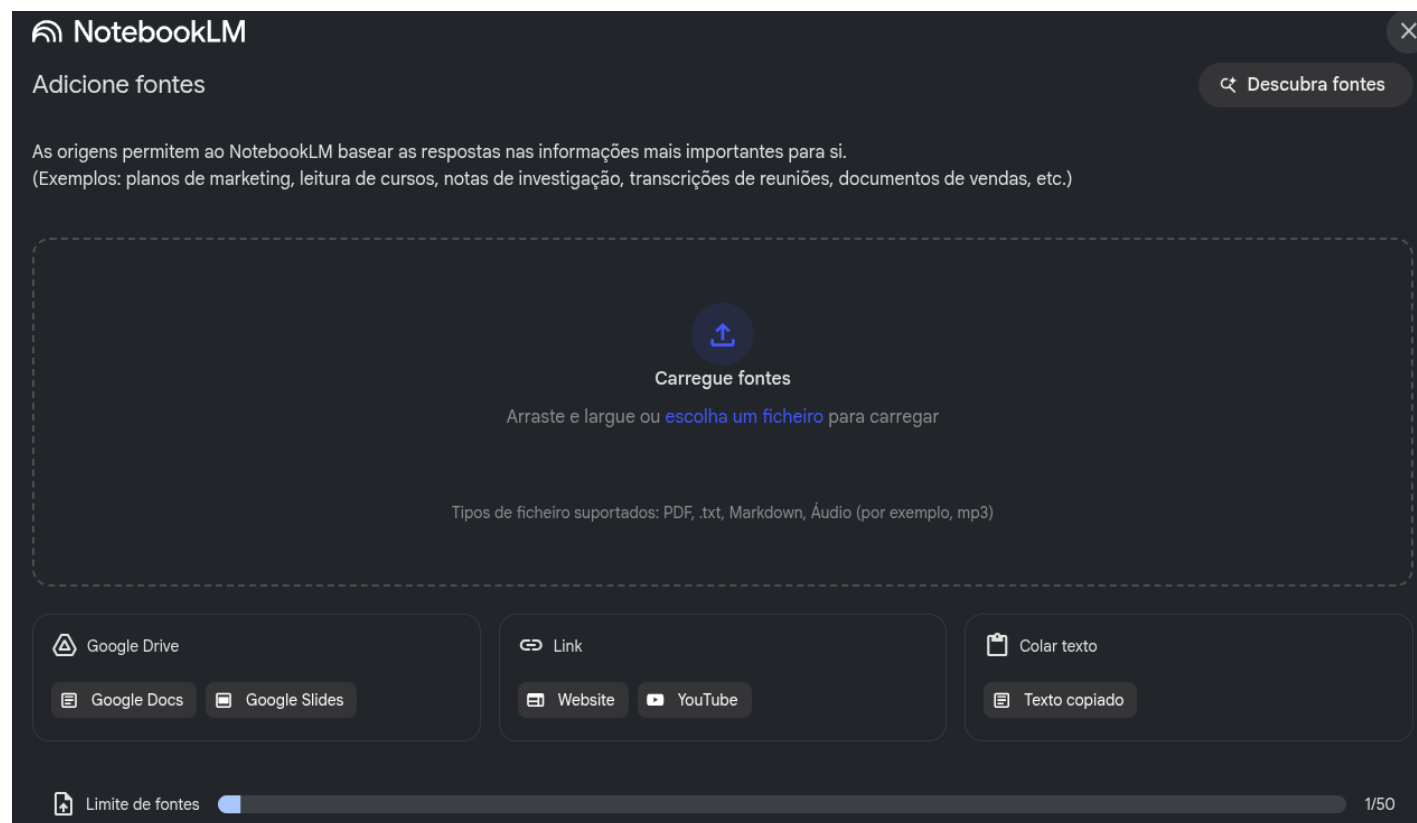 NotebookLM
Adicione fontes
Descubra fontes
As origens permitem ao NotebookLM basear as respostas nas informações mais importantes para si.
(Exemplos: planos de marketing, leitura de cursos, notas de investigação, transcrições de reuniões, documentos de vendas, etc.)
Carregue fontes
Arraste e largue ou escolha um ficheiro para carregar
Tipos de ficheiro suportados: PDF, .txt, Markdown, Áudio (por exemplo, mp3)
Google Drive
Google Docs
Google Slides
Link
Website
YouTube
Colar texto
Texto copiado
Limite de fontes
1/50